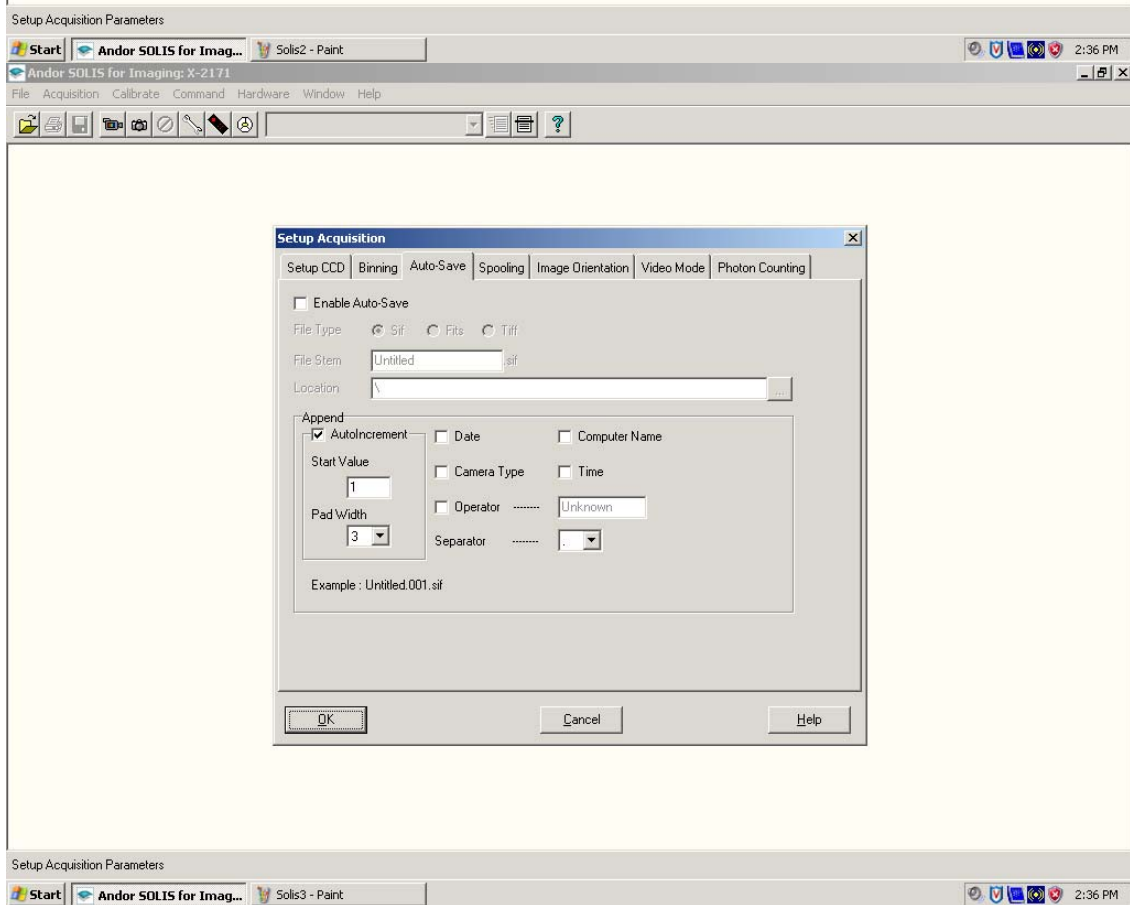 Setup Acquisition Parameters
Start Andor SOLIS for Imag... Solis2 - Paint 2:36 PM
Andor SOLIS for Imaging: X-2171
File Acquisition Calibrate Command Hardware Window Help
Setup Acquisition
Setup CCD Binning Auto-Save Spooling Image Orientation Video Mode Photon Counting
Enable Auto-Save
File Type Sif Fits Tiff
File Stem Untitled .sif
Location \ ...
Append
AutoIncrement Date Computer Name
Start Value Camera Type Time
1
Operator -------- Unknown
Pad Width
3 Separator -------- .
Example : Untitled.001.sif
OK Cancel Help
Setup Acquisition Parameters
Start Andor SOLIS for Imag... Solis3 - Paint 2:36 PM